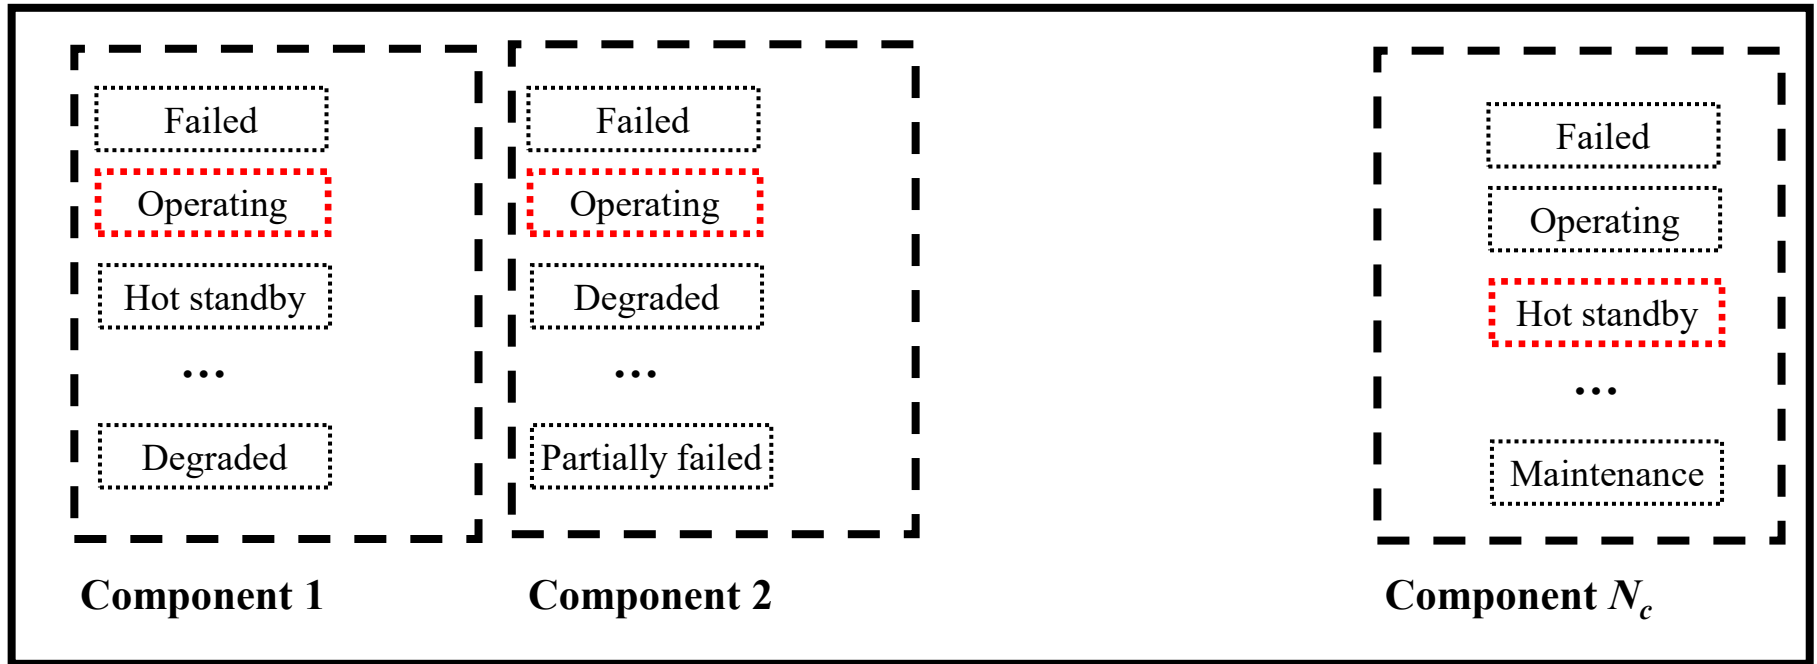 Failed
Operating
Hot standby
...
Degraded
Component 1
Failed
Operating
Degraded
...
Partially failed
Component 2
Failed
Operating
Hot standby
...
Maintenance
Component N_c